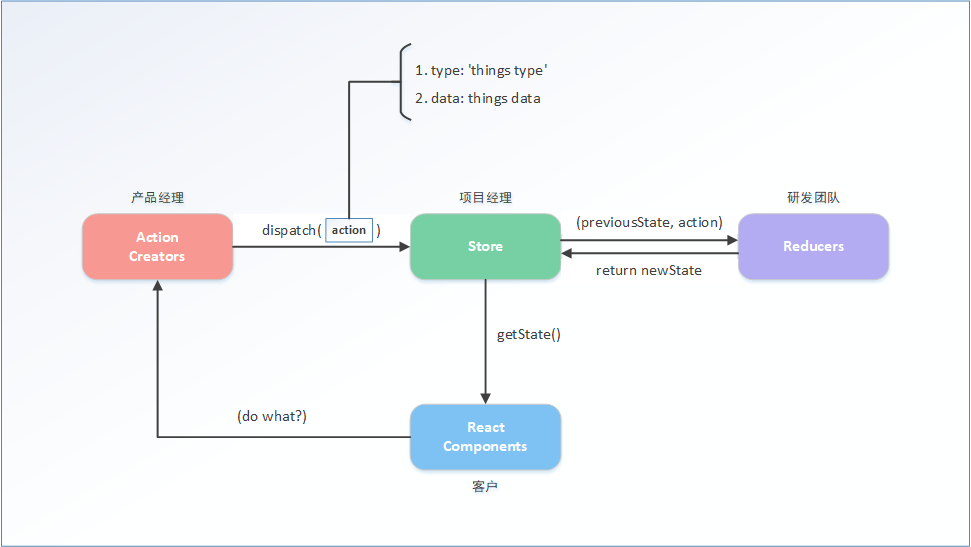 1. type: 'things type'
2. data: things data
产品经理
项目经理
研发团队
Action
Creators
dispatch( action )
Store
(previousState, action)
return newState
Reducers
getState()
(do what?)
React
Components
客户